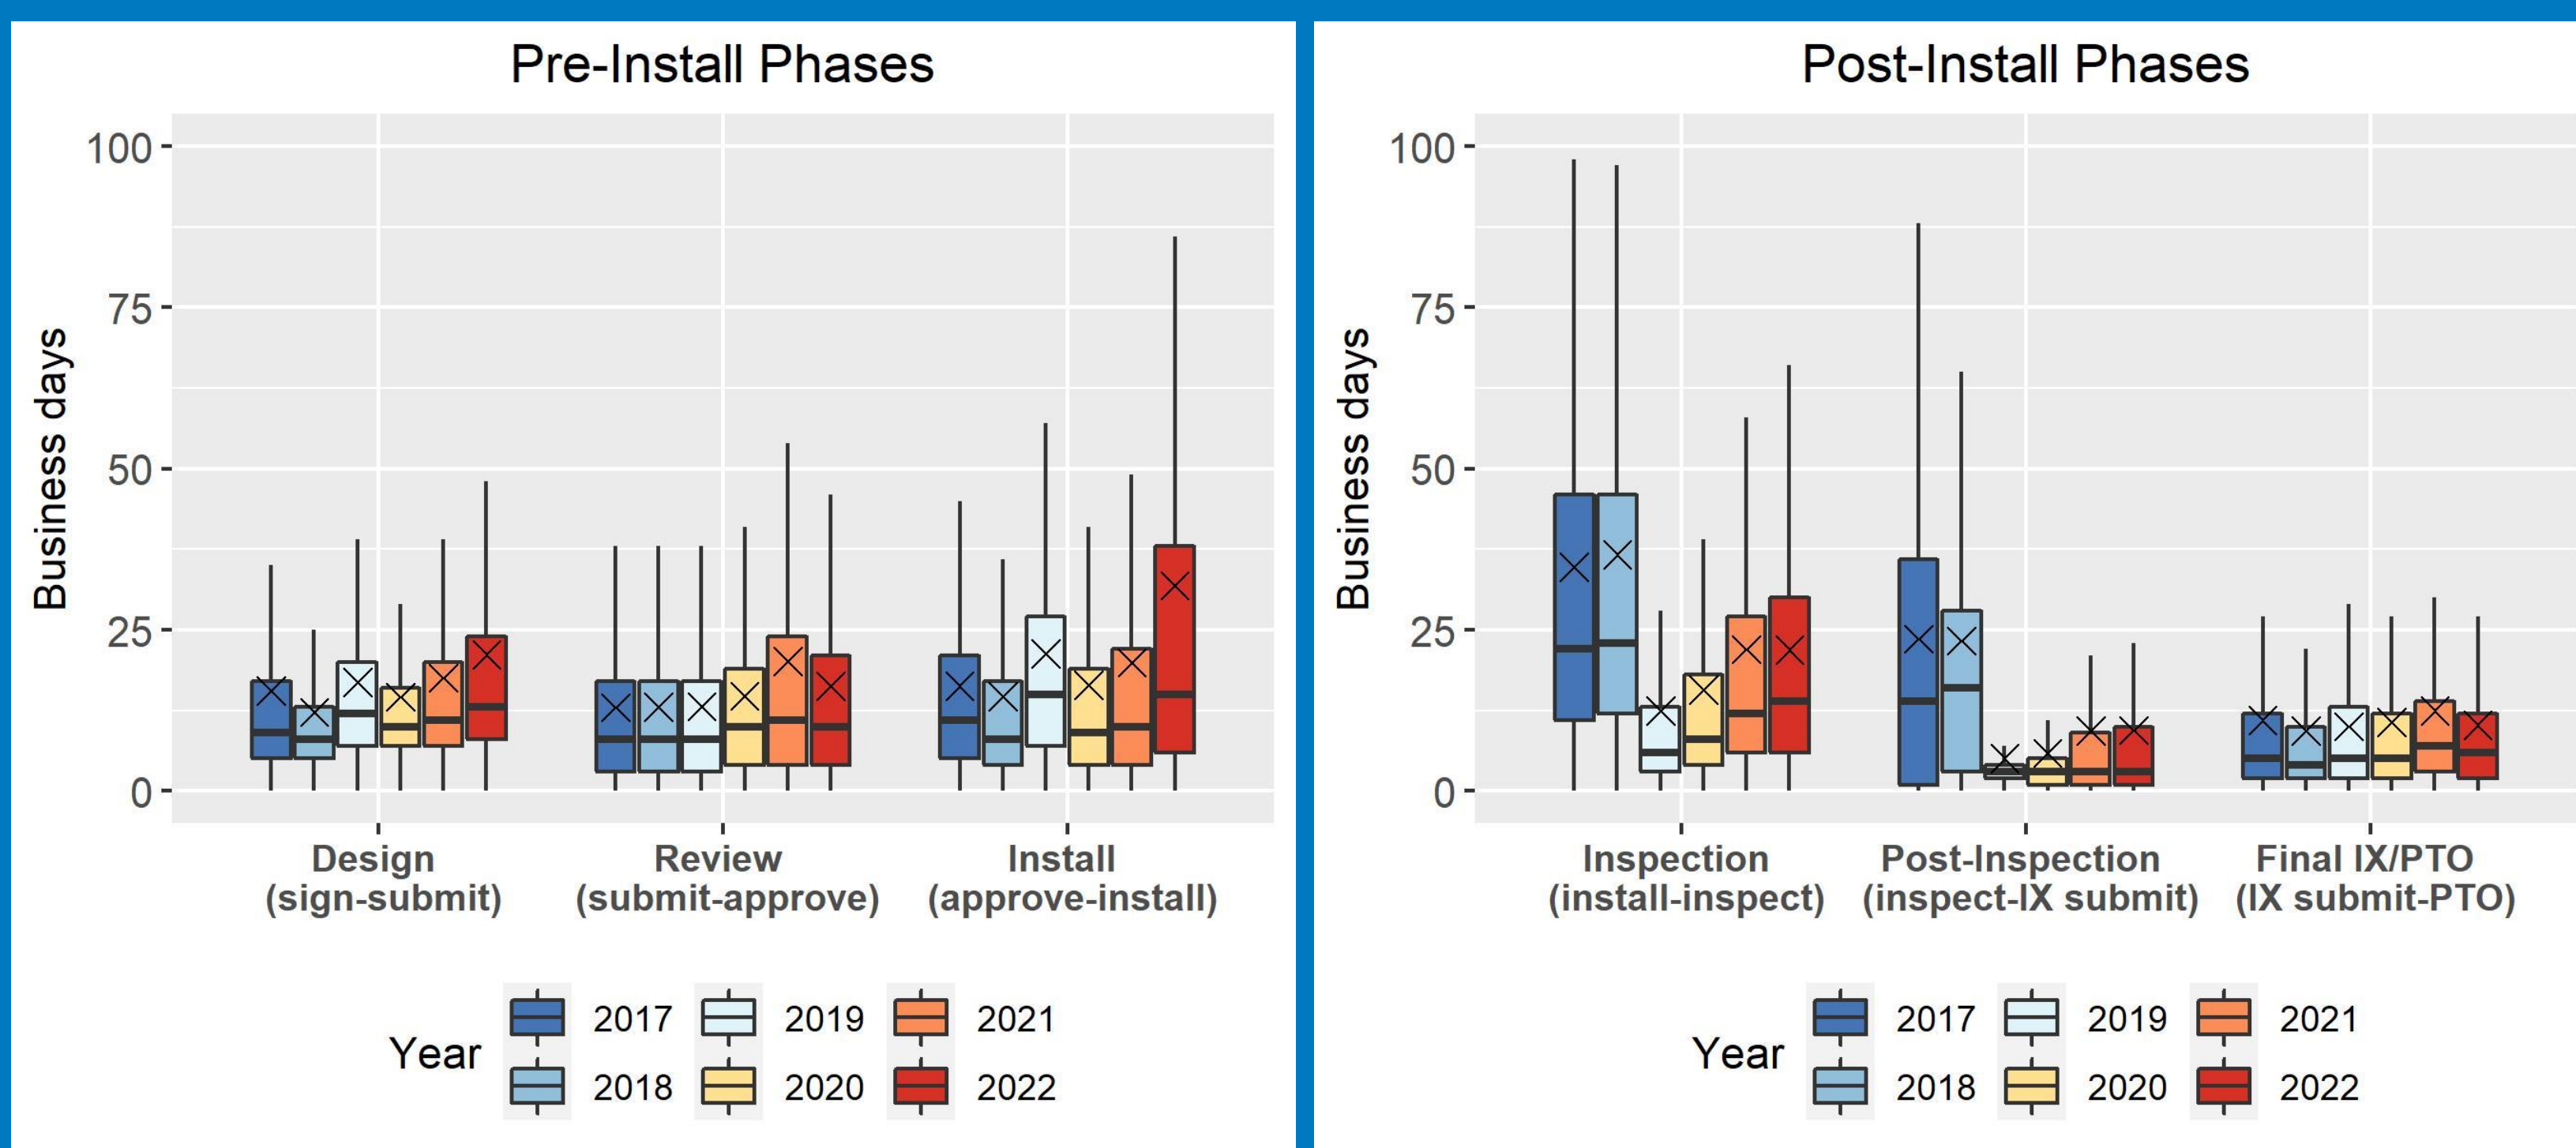 Pre-Install Phases
Business days
100
75
50
25
0
Design
(sign-submit)
Review
(submit-approve)
Install
(approve-install)
Year
2017
2019
2021
2018
2020
2022
Post-Install Phases
Business days
100
75
50
25
0
Inspection
(install-inspect)
Post-Inspection
(inspect-IX submit)
Final IX/PTO
(IX submit-PTO)
Year
2017
2019
2021
2018
2020
2022